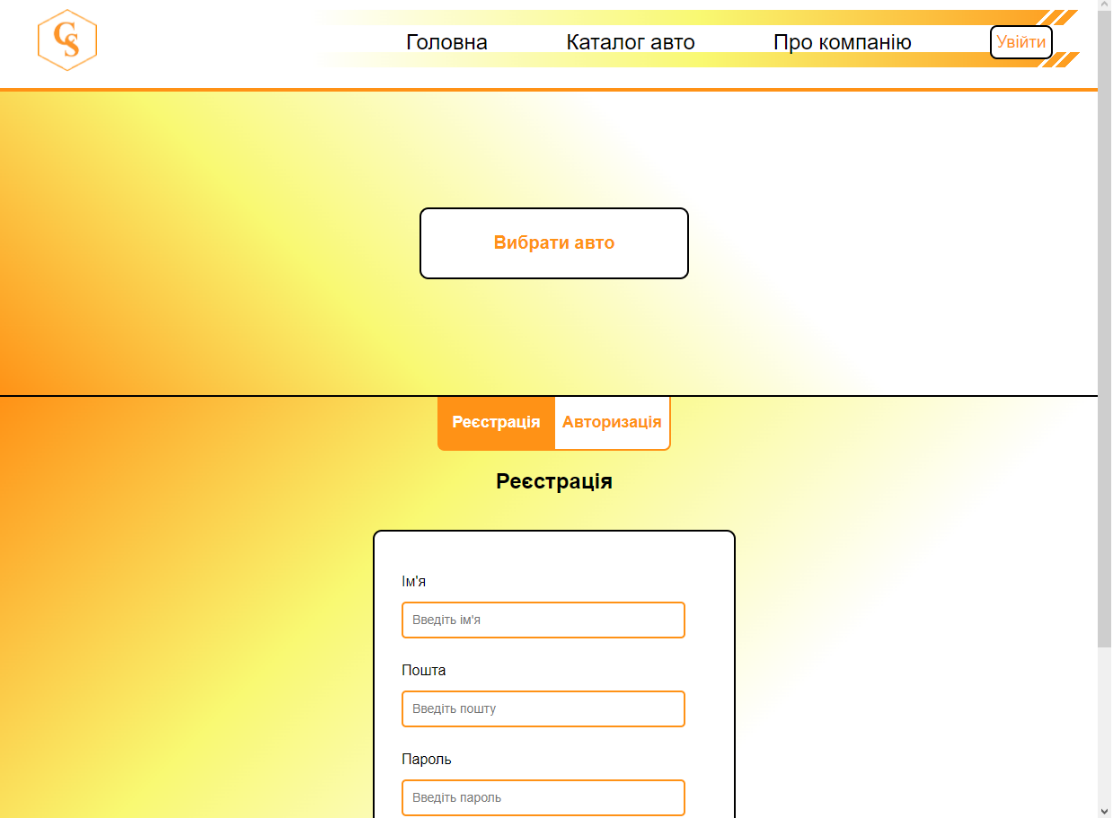 CS
Головна Каталог авто Про компанію Увійти
Вибрати авто
Реєстрація Авторизація
Реєстрація
Ім'я
Введіть ім'я
Пошта
Введіть пошту
Пароль
Введіть пароль